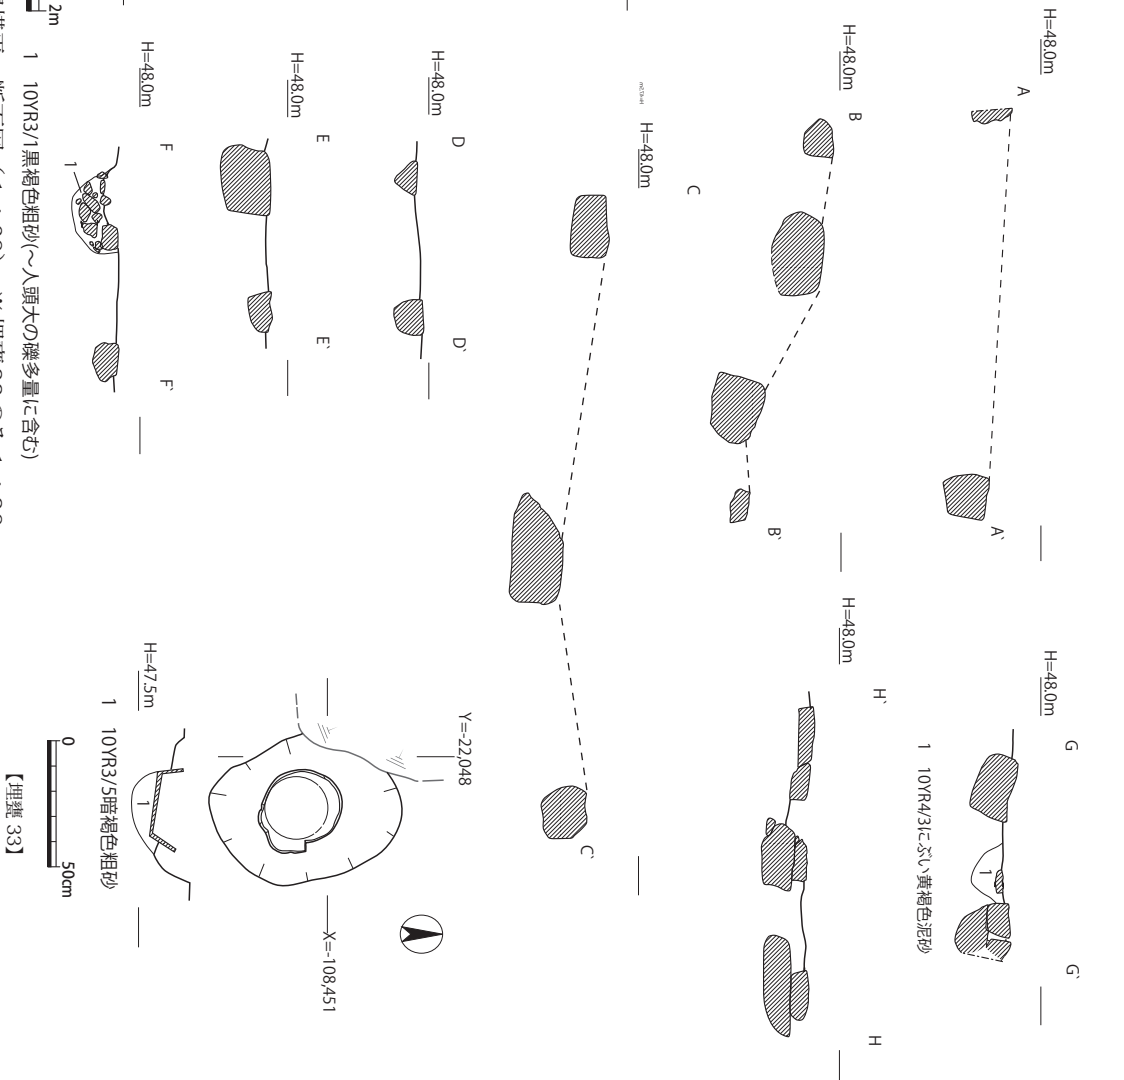 H=48.0m
A
A`
H=48.0m
G
G`
1　10YR4/3にぶい黄褐色泥砂
1
H=48.0m
B
B`
H=48.0m
H`
H
H=48.0m
C
C`
H=48.0m
D
D`
H=48.0m
E
E`
H=48.0m
F
F`
1
1　10YR3/1黒褐色粗砂(～人頭大の礫多量に含む)
2m
Y=-22,048
X=-108,451
H=47.5m
1
1　10YR3/5暗褐色粗砂
0
50cm
【埋甕 33】